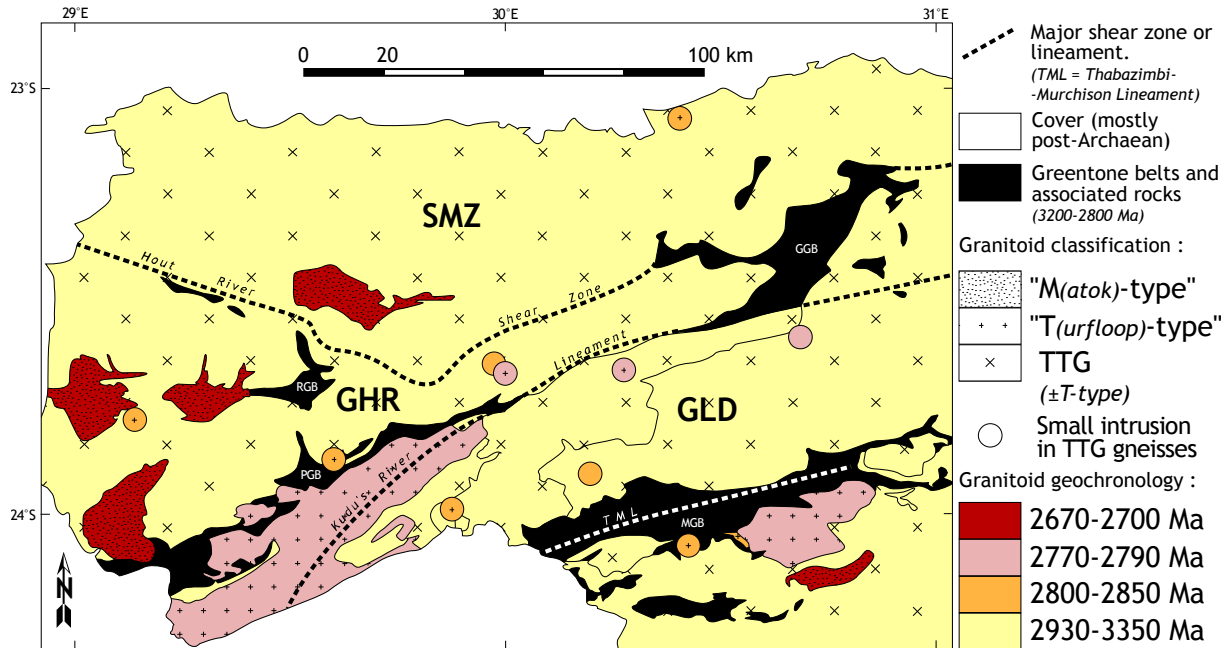 29°E
30°E
31°E
0 20 100 km
23°S
24°S
SMZ
GGB
Hout River Shear Zone
RGB
GHR
Lineament
GLD
PGB
Kudu's River
TML
MGB
N
Major shear zone or
lineament.
(TML = Thabazimbi-
-Murchison Lineament)
Cover (mostly
post-Archaean)
Greentone belts and
associated rocks
(3200-2800 Ma)
Granitoid classification :
"M(atok)-type"
"T(urfloop)-type"
TTG
(±T-type)
Small intrusion
in TTG gneisses
Granitoid geochronology :
2670-2700 Ma
2770-2790 Ma
2800-2850 Ma
2930-3350 Ma